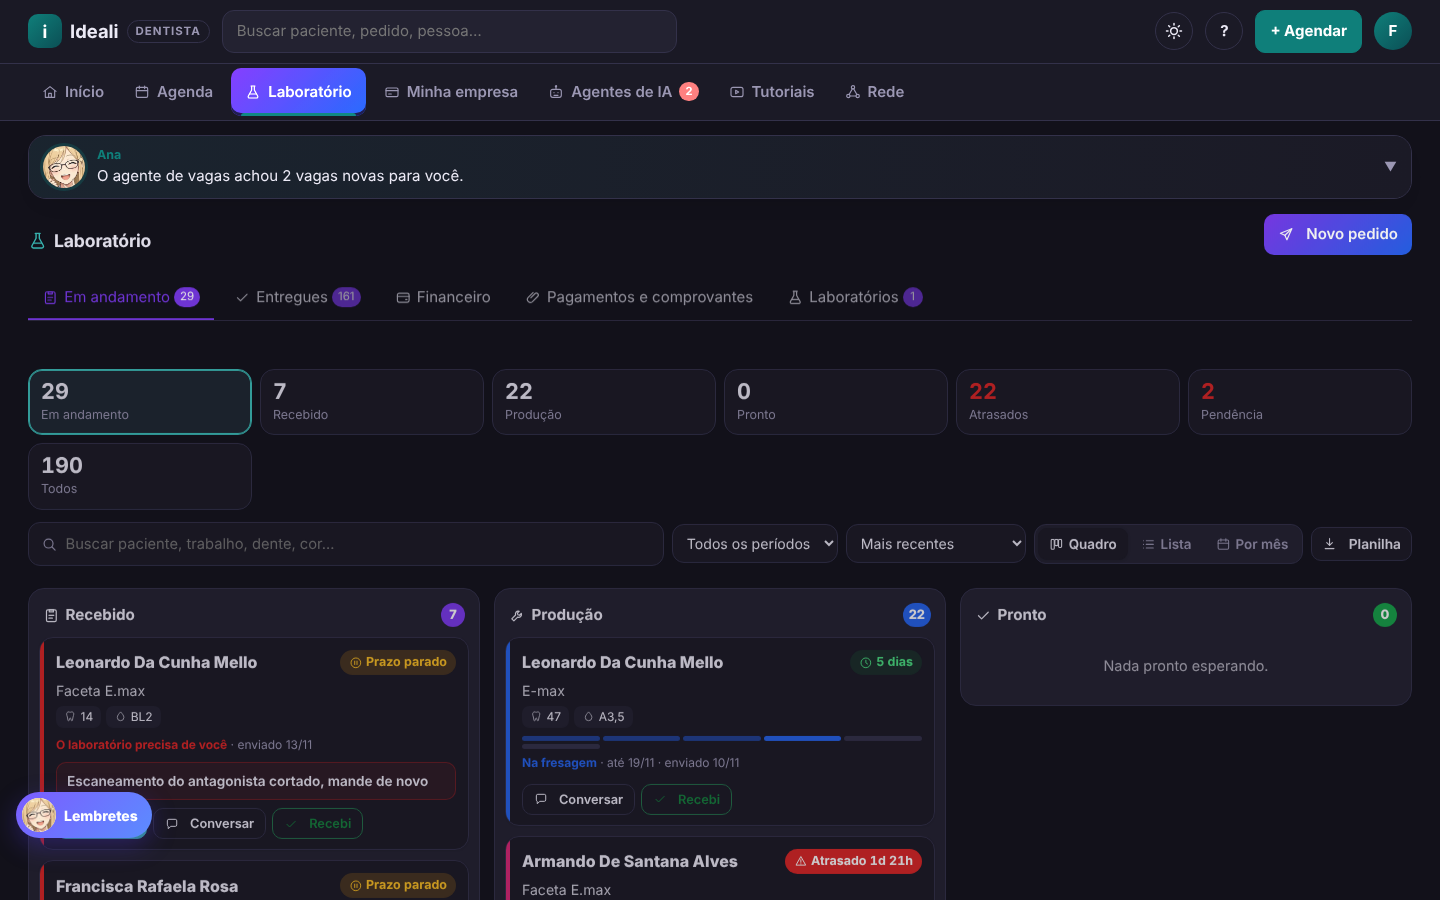 i Ideali DENTISTA Buscar paciente, pedido, pessoa... ? + Agendar F
Início Agenda Laboratório Minha empresa Agentes de IA 2 Tutoriais Rede
Ana
O agente de vagas achou 2 vagas novas para você.
Laboratório Novo pedido
Em andamento 29 Entregues 161 Financeiro Pagamentos e comprovantes Laboratórios 1
29 7 22 0 22 2
Em andamento Recebido Produção Pronto Atrasados Pendência
190
Todos
Buscar paciente, trabalho, dente, cor... Todos os períodos Mais recentes Quadro Lista Por mês Planilha
Recebido 7
Leonardo Da Cunha Mello Prazo parado
Faceta E.max
14 BL2
O laboratório precisa de você · enviado 13/11
Escaneamento do antagonista cortado, mande de novo
Conversar Recebi
Lembretes
Francisca Rafaela Rosa Prazo parado
Produção 22
Leonardo Da Cunha Mello 5 dias
E-max
47 A3,5
Na fresagem · até 19/11 · enviado 10/11
Conversar Recebi
Armando De Santana Alves Atrasado 1d 21h
Faceta E.max
Pronto 0
Nada pronto esperando.